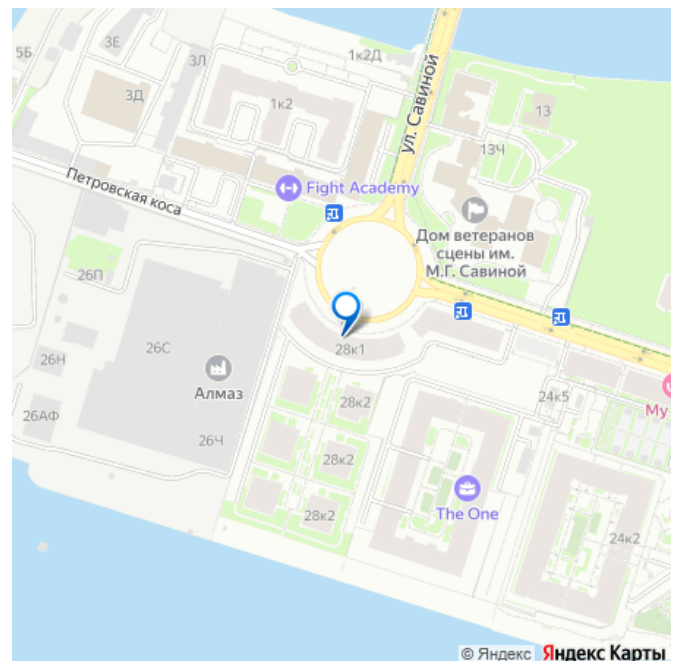 5Б
3Е
3Л
1к2Д
3Д
1к2
ул. Савиной
13
13Ч
Петровская коса
Fight Academy
Дом ветеранов
сцены им.
М.Г. Савиной
26П
26С
28к1
26Н
Алмаз
28к2
24к5
My
26АФ
26Ч
28к2
The One
28к2
24к2
© Яндекс Яндекс Карты